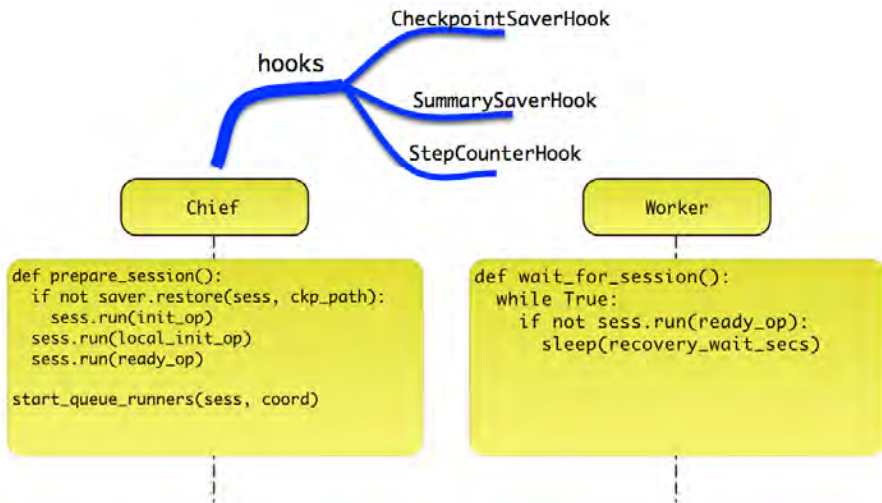 CheckpointSaverHook
hooks
SummarySaverHook
StepCounterHook
Chief
def prepare_session():
  if not saver.restore(sess, ckp_path):
    sess.run(init_op)
  sess.run(local_init_op)
  sess.run(ready_op)
start_queue_runners(sess, coord)
Worker
def wait_for_session():
  while True:
    if not sess.run(ready_op):
      sleep(recovery_wait_secs)